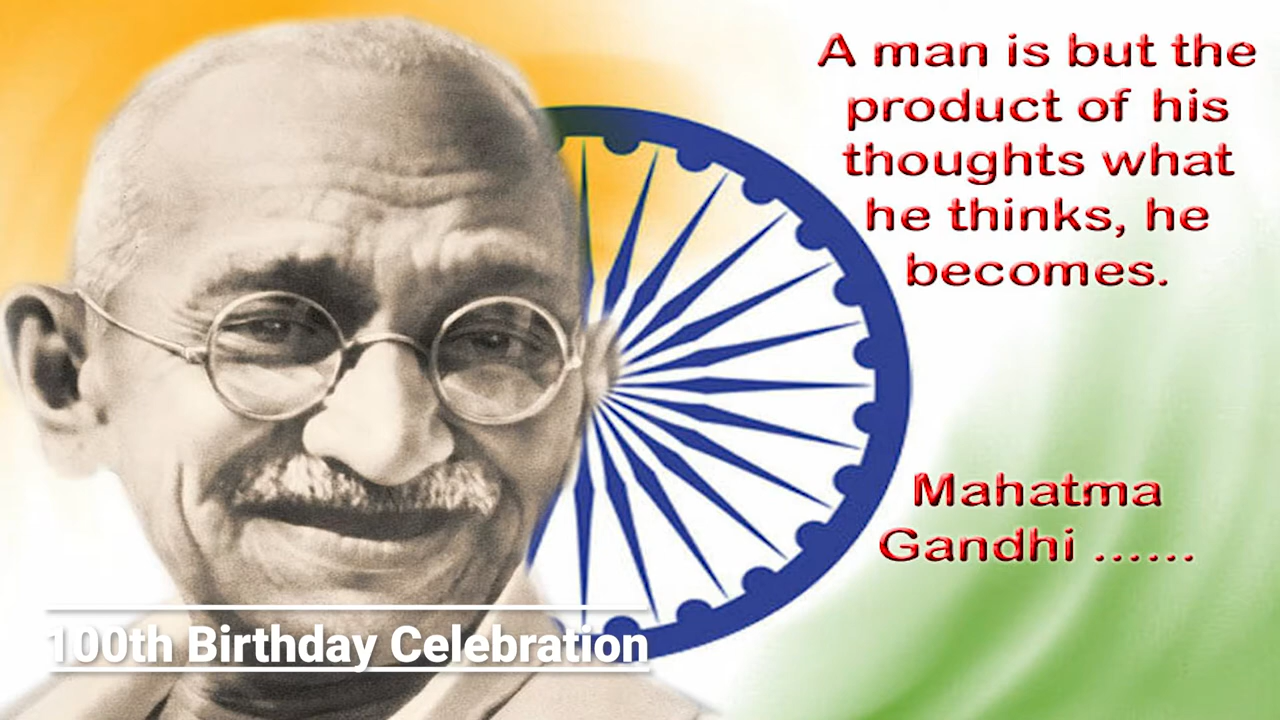 A man is but the
product of his
thoughts what
he thinks, he
becomes.
Mahatma
Gandhi ......
100th Birthday Celebration